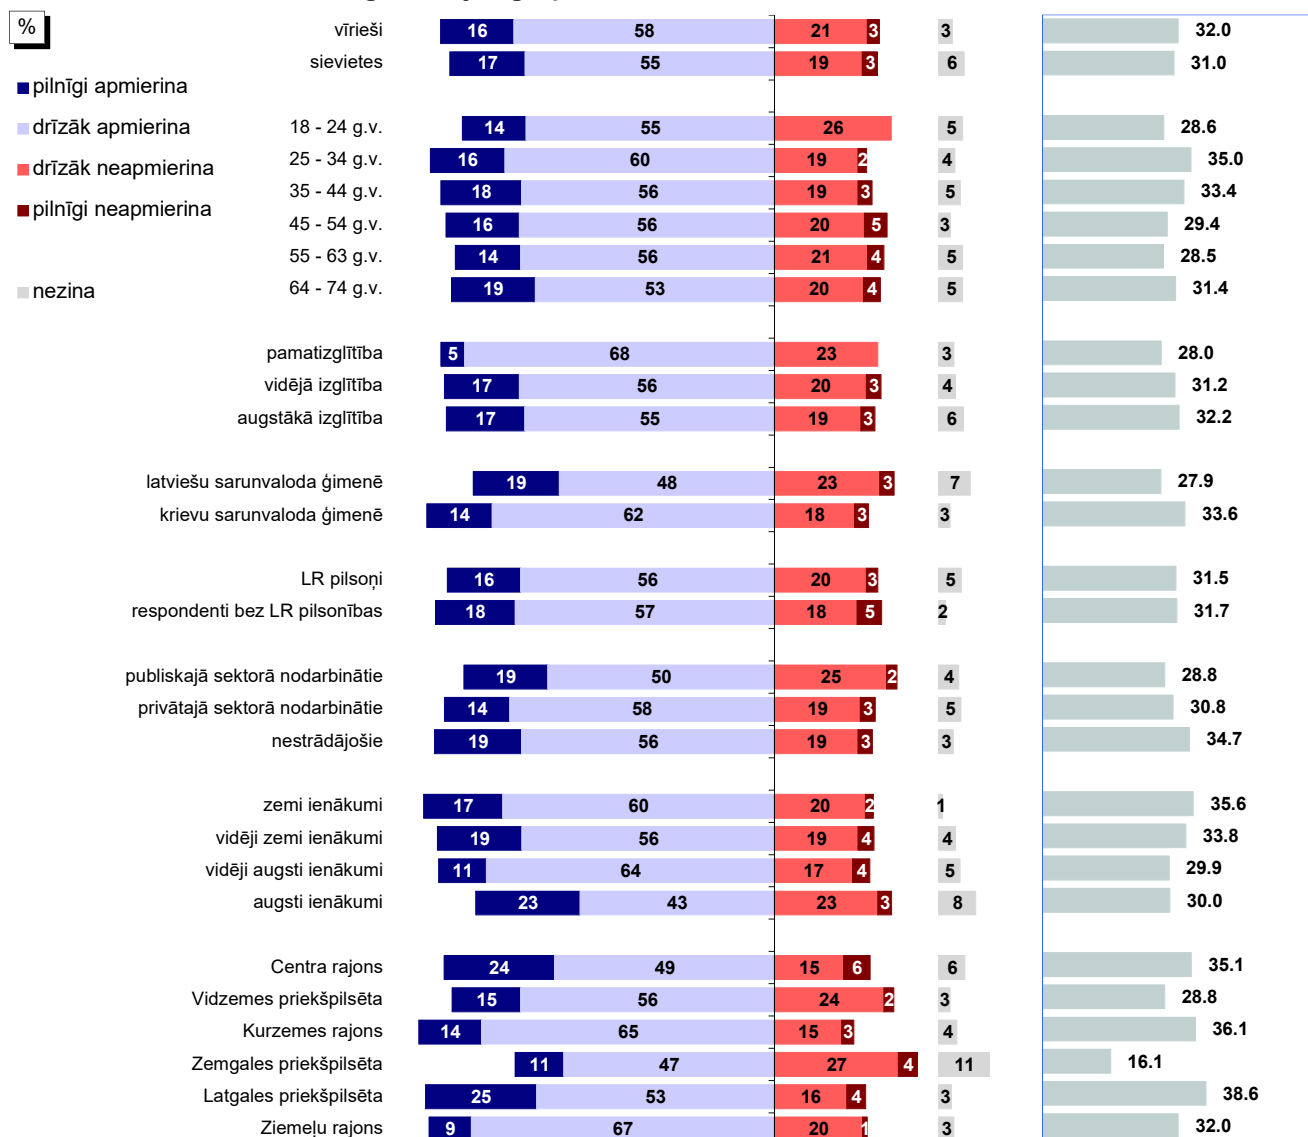 %
pilnīgi apmierina
drīzāk apmierina
drīzāk neapmierina
pilnīgi neapmierina
nezina
vīrieši 16 58 21 3 3 32.0
sievietes 17 55 19 3 6 31.0
18 - 24 g.v. 14 55 26 5 28.6
25 - 34 g.v. 16 60 19 2 4 35.0
35 - 44 g.v. 18 56 19 3 5 33.4
45 - 54 g.v. 16 56 20 5 3 29.4
55 - 63 g.v. 14 56 21 4 5 28.5
64 - 74 g.v. 19 53 20 4 5 31.4
pamatizglītība 5 68 23 3 28.0
vidējā izglītība 17 56 20 3 4 31.2
augstākā izglītība 17 55 19 3 6 32.2
latviešu sarunvaloda ģimenē 19 48 23 3 7 27.9
krievu sarunvaloda ģimenē 14 62 18 3 3 33.6
LR pilsoņi 16 56 20 3 5 31.5
respondenti bez LR pilsonības 18 57 18 5 2 31.7
publiskajā sektorā nodarbinātie 19 50 25 2 4 28.8
privātajā sektorā nodarbinātie 14 58 19 3 5 30.8
nestrādājošie 19 56 19 3 3 34.7
zemi ienākumi 17 60 20 2 1 35.6
vidēji zemi ienākumi 19 56 19 4 4 33.8
vidēji augsti ienākumi 11 64 17 4 5 29.9
augsti ienākumi 23 43 23 3 8 30.0
Centra rajons 24 49 15 6 6 35.1
Vidzemes priekšpilsēta 15 56 24 2 3 28.8
Kurzemes rajons 14 65 15 3 4 36.1
Zemgales priekšpilsēta 11 47 27 4 11 16.1
Latgales priekšpilsēta 25 53 16 4 3 38.6
Ziemeļu rajons 9 67 20 1 3 32.0